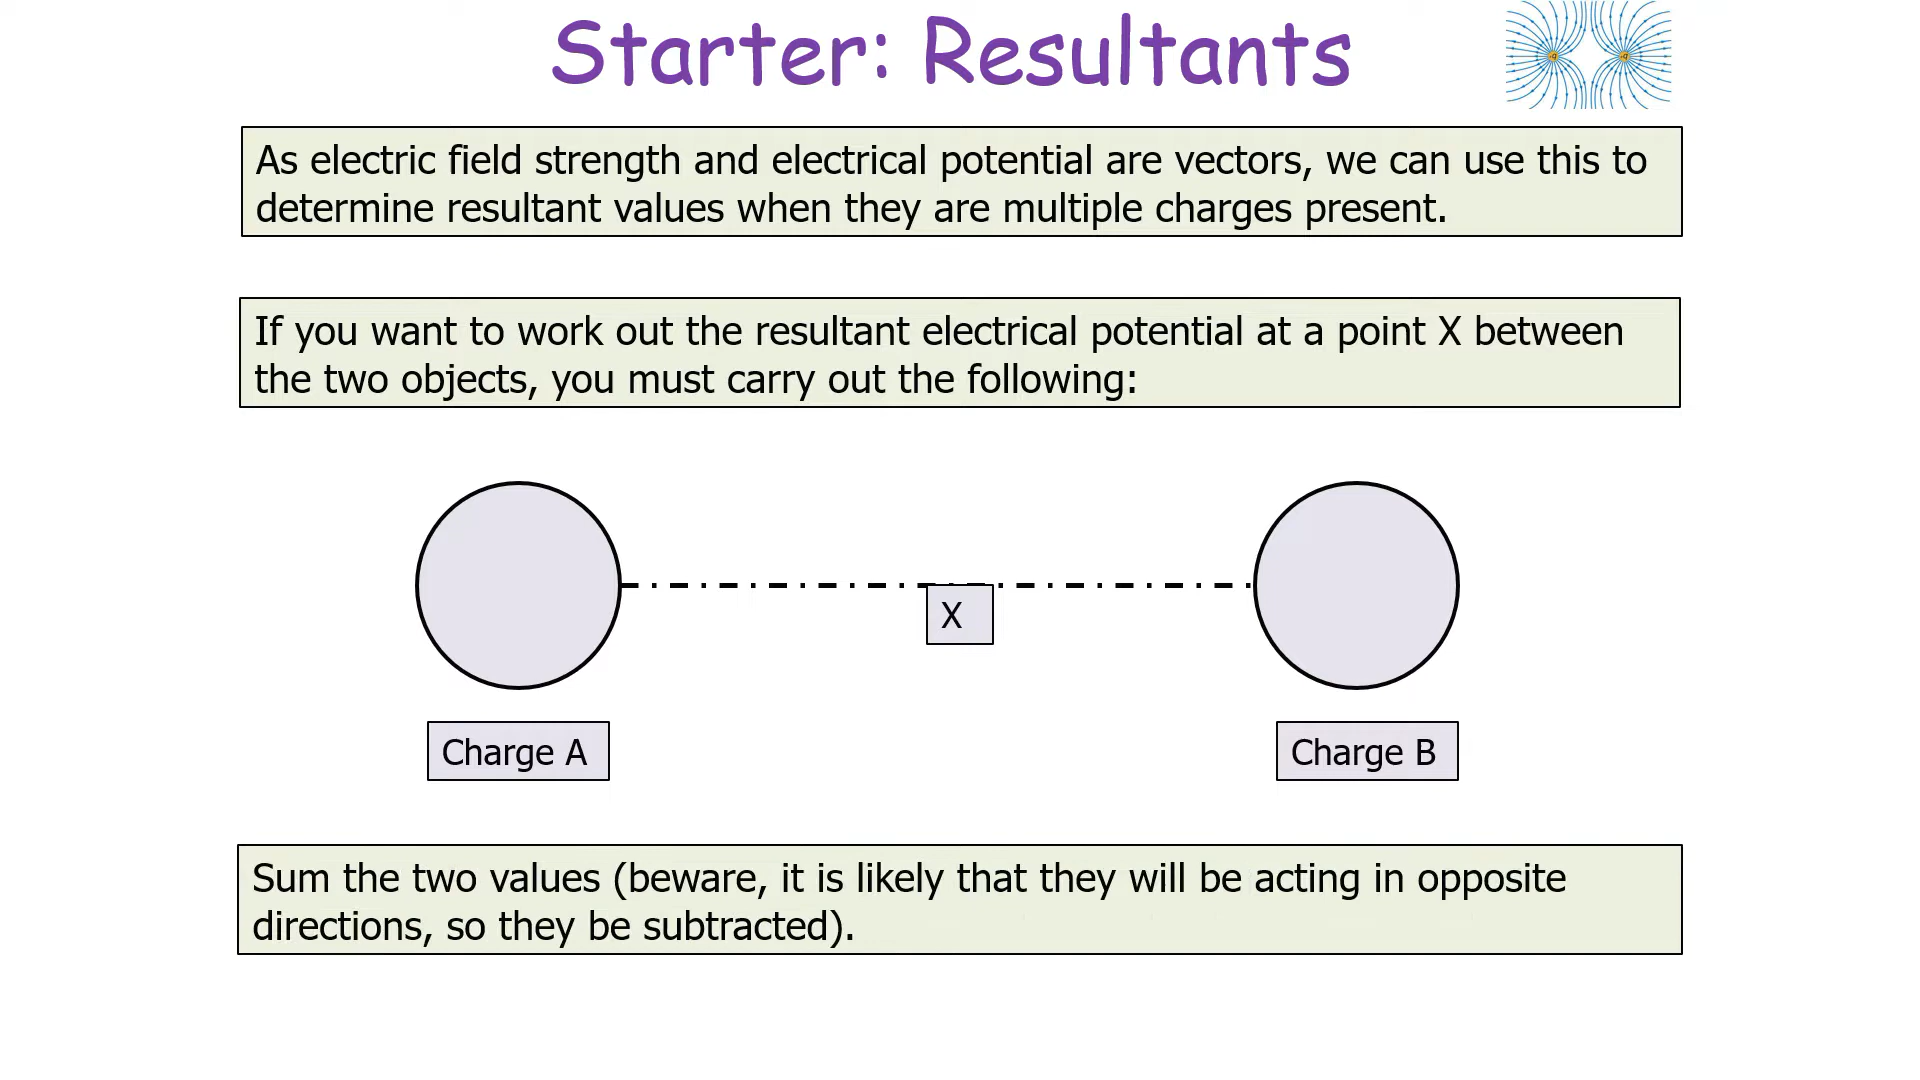 Starter: Resultants
As electric field strength and electrical potential are vectors, we can use this to
determine resultant values when they are multiple charges present.
If you want to work out the resultant electrical potential at a point X between
the two objects, you must carry out the following:
X
Charge A
Charge B
Sum the two values (beware, it is likely that they will be acting in opposite
directions, so they be subtracted).